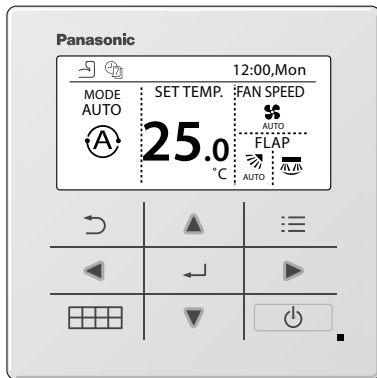 Panasonic
12:00,Mon
MODE
AUTO
A
SET TEMP.
25.0
°C
FAN SPEED
AUTO
FLAP
AUTO